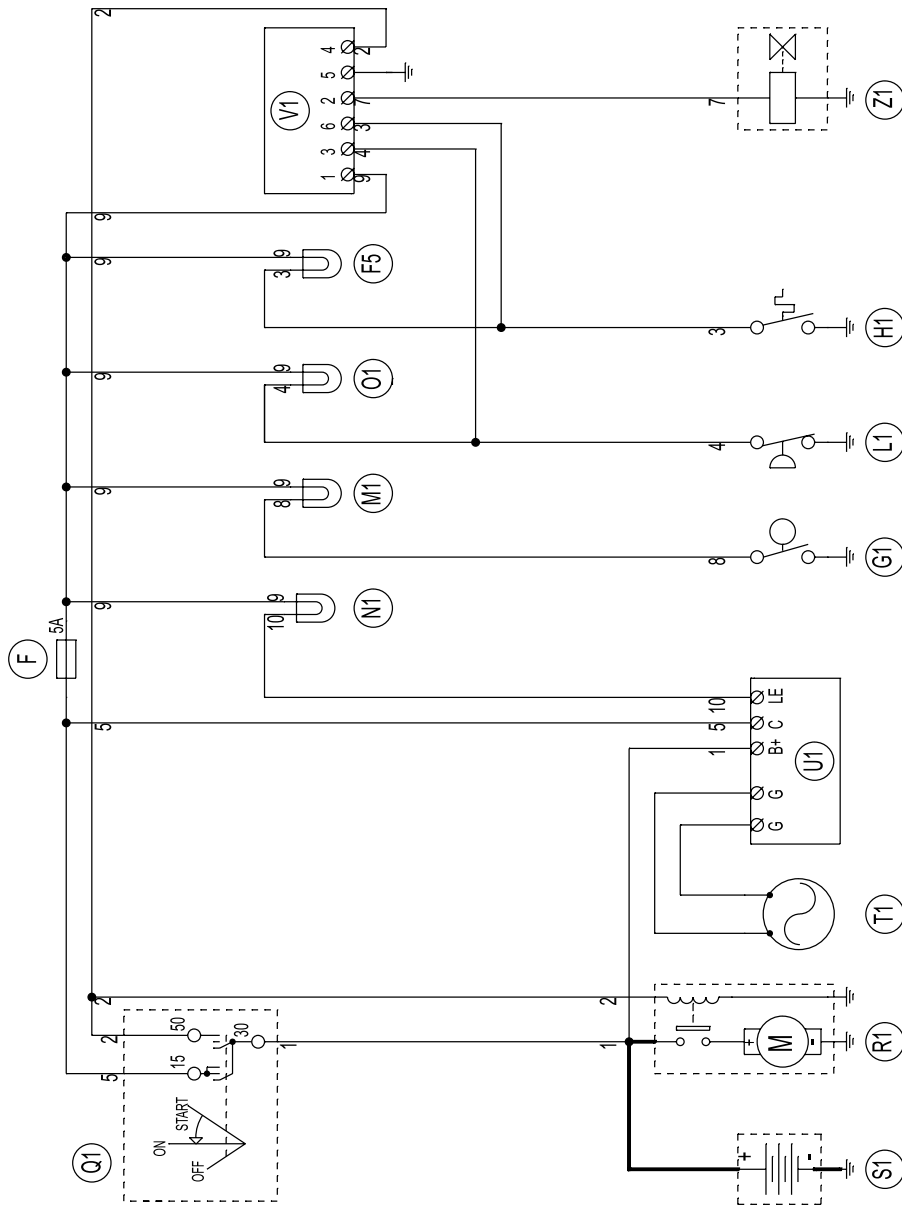 2
F
5A
Q1
5 2 2 5 9 9 9 9 9
ON
START 15 50
OFF
30
1 10 9 8 9 4 9 3 9
V1
1 3 6 2 5 4
9 4 3 7 2
N1 M1 O1 F5
1 2
1 5 10 8 4 3 7
+ +
G G B+ C LE
M
U1
- -
S1 R1 T1 G1 L1 H1 Z1